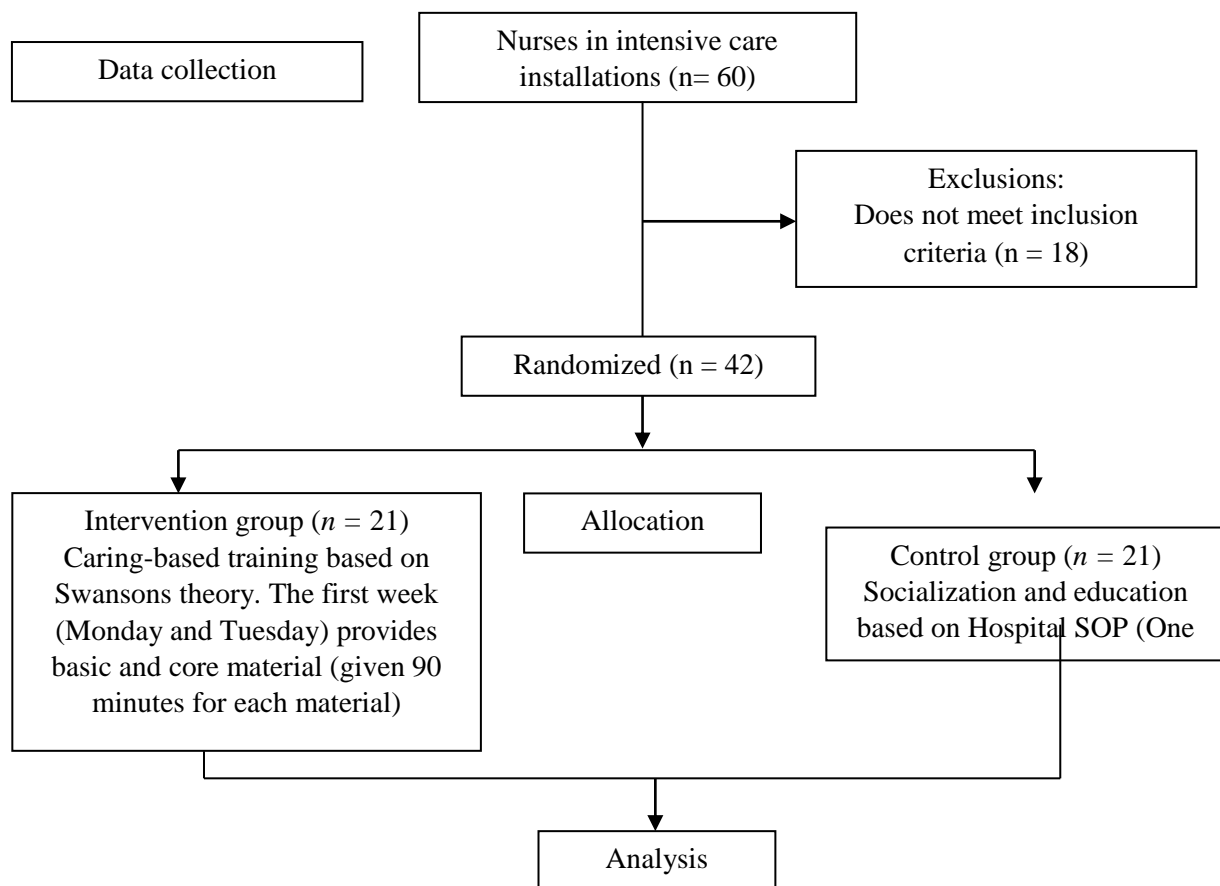 Data collection
Nurses in intensive care
installations (n= 60)
Exclusions:
Does not meet inclusion
criteria (n = 18)
Randomized (n = 42)
Intervention group (n = 21)
Caring-based training based on
Swansons theory. The first week
(Monday and Tuesday) provides
basic and core material (given 90
minutes for each material)
Allocation
Control group (n = 21)
Socialization and education
based on Hospital SOP (One
Analysis